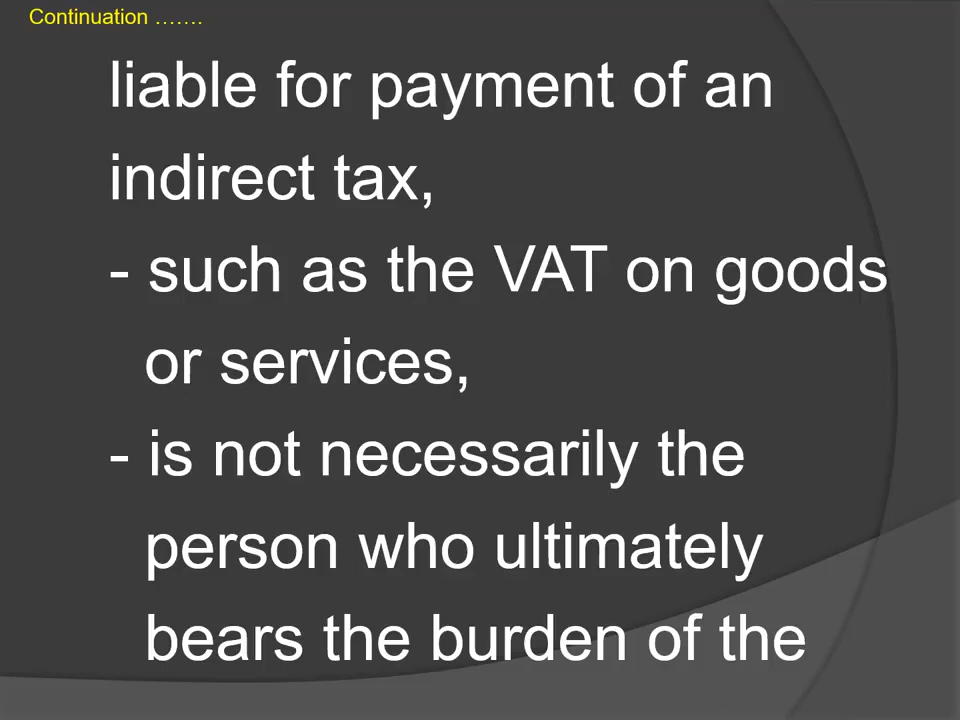 Continuation …….
liable for payment of an
indirect tax,
- such as the VAT on goods
or services,
- is not necessarily the
person who ultimately
bears the burden of the